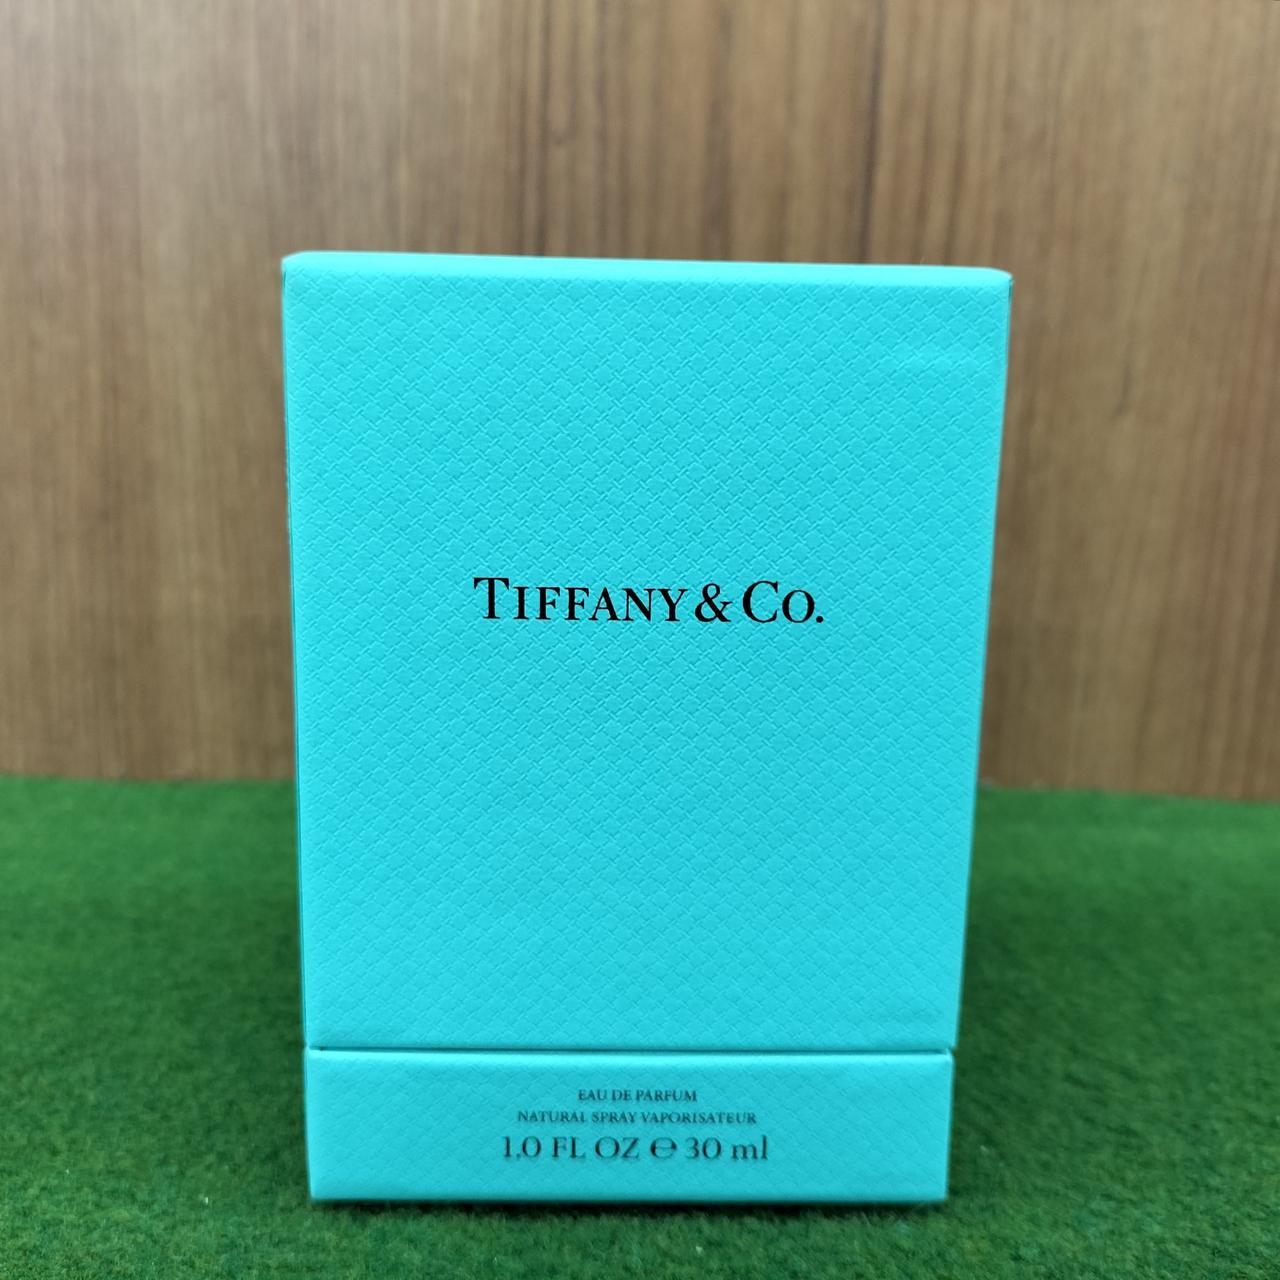 TIFFANY & CO.
EAU DE PARFUM
NATURAL SPRAY VAPORISATEUR
1.0 FL OZ ℮ 30 ml